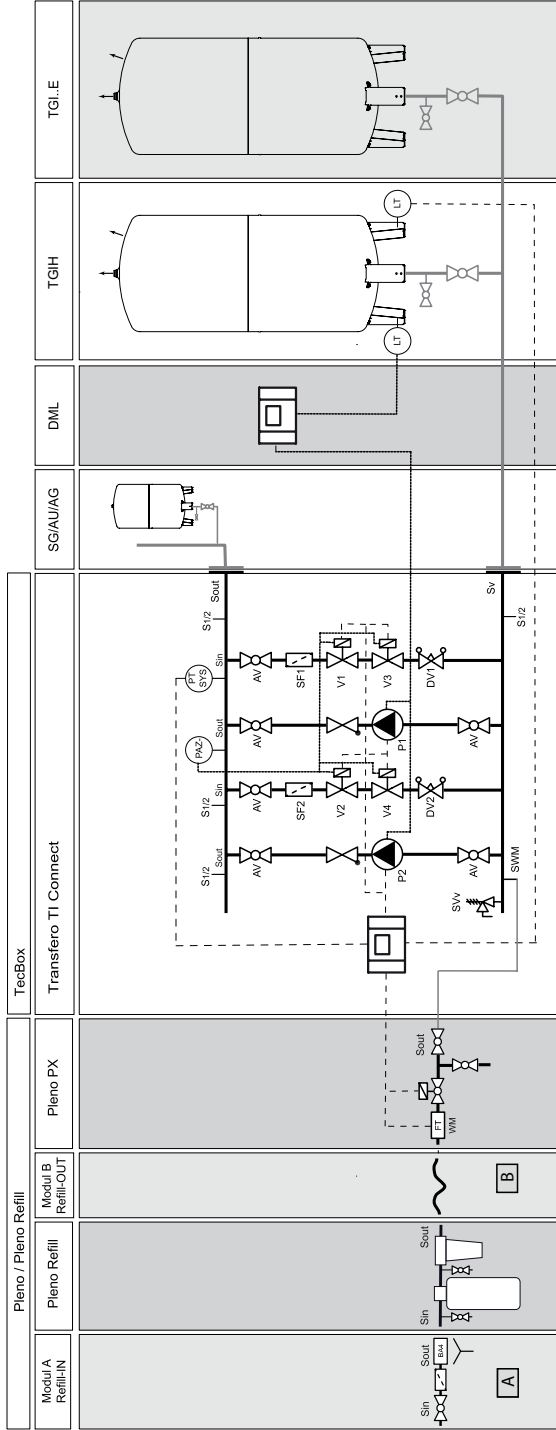 Pleno / Pleno Refill
TecBox
Modul A
Refill-IN
Pleno Refill
Modul B
Refill-OUT
Pleno PX
Transfero TI Connect
SG/AU/AG
DML
TGIH
TGI..E
PAZ-
PT
SYS
S1/2
Sout
S1/2
Sin
Sout
Sin
S1/2
Sout
AV
AV
AV
AV
SF2
SF1
V2
V1
P2
V4
P1
V3
DV2
DV1
AV
AV
SVv
SWM
S1/2
Sv
LT
LT
Sin
Sout
BA4
Sin
Sout
FT
WM
Sout
A
B